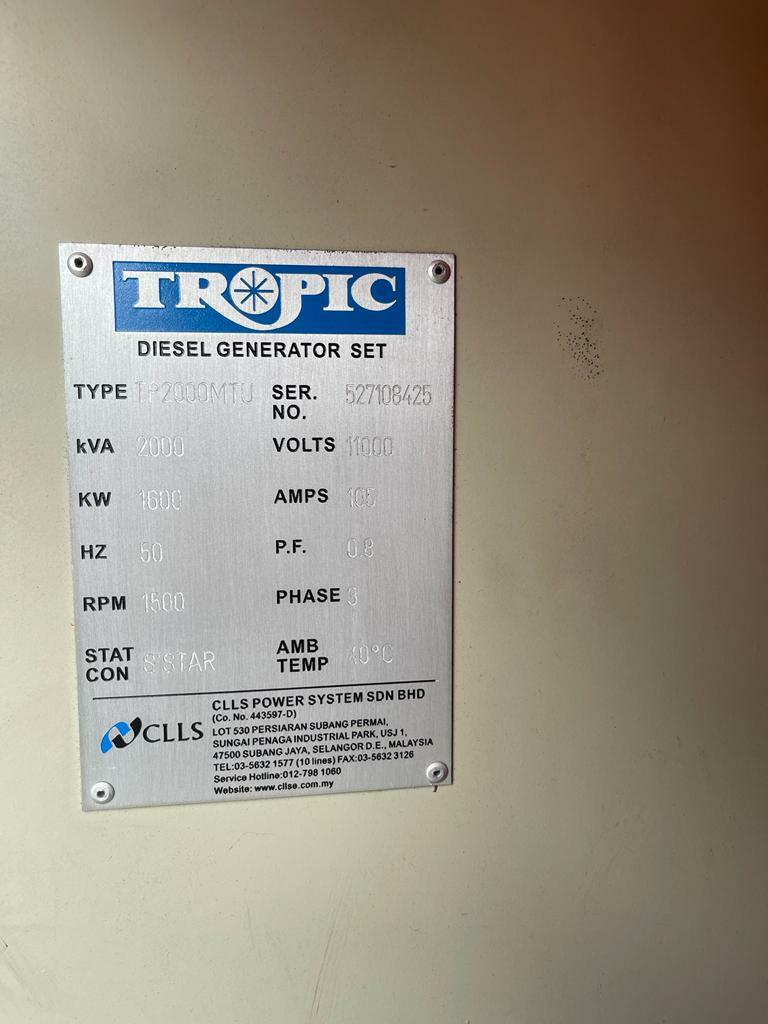 TROPIC
DIESEL GENERATOR SET
TYPE TP2000MTU SER. NO. 527108425
kVA 2000 VOLTS 11000
KW 1600 AMPS 105
HZ 50 P.F. 0.8
RPM 1500 PHASE 3
STAT CON S'STAR AMB TEMP 40°C
CLLS
CLLS POWER SYSTEM SDN BHD
(Co. No. 443597-D)
LOT 530 PERSIARAN SUBANG PERMAI,
SUNGAI PENAGA INDUSTRIAL PARK, USJ 1,
47500 SUBANG JAYA, SELANGOR D.E., MALAYSIA
TEL:03-5632 1577 (10 lines) FAX:03-5632 3126
Service Hotline:012-798 1060
Website: www.cllse.com.my